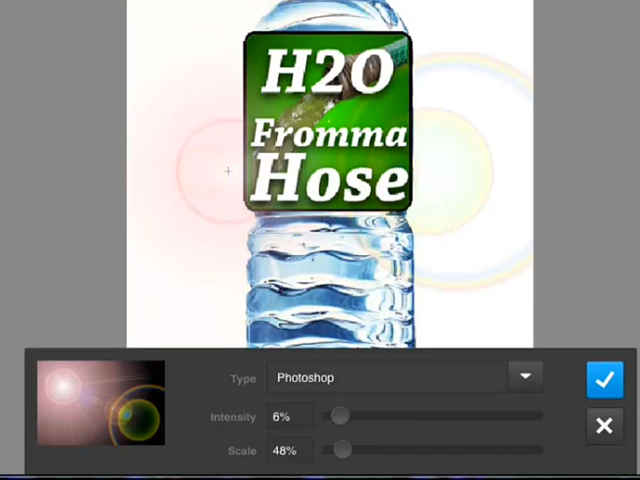 H2O
Fromma
Hose
Type Photoshop
Intensity 6%
Scale 48%